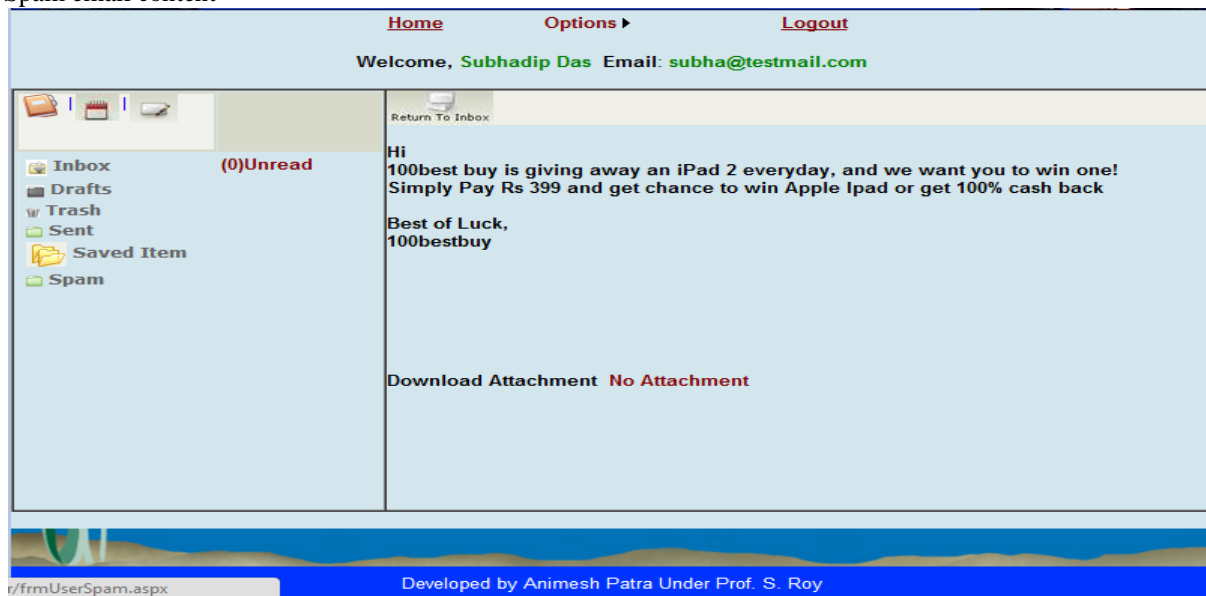 Spam email content
Home Options Logout
Welcome, Subhadip Das Email: subha@testmail.com
Return To Inbox
Inbox (0)Unread
Drafts
Trash
Sent
Saved Item
Spam
Hi
100best buy is giving away an iPad 2 everyday, and we want you to win one!
Simply Pay Rs 399 and get chance to win Apple Ipad or get 100% cash back
Best of Luck,
100bestbuy
Download Attachment No Attachment
r/frmUserSpam.aspx
Developed by Animesh Patra Under Prof. S. Roy